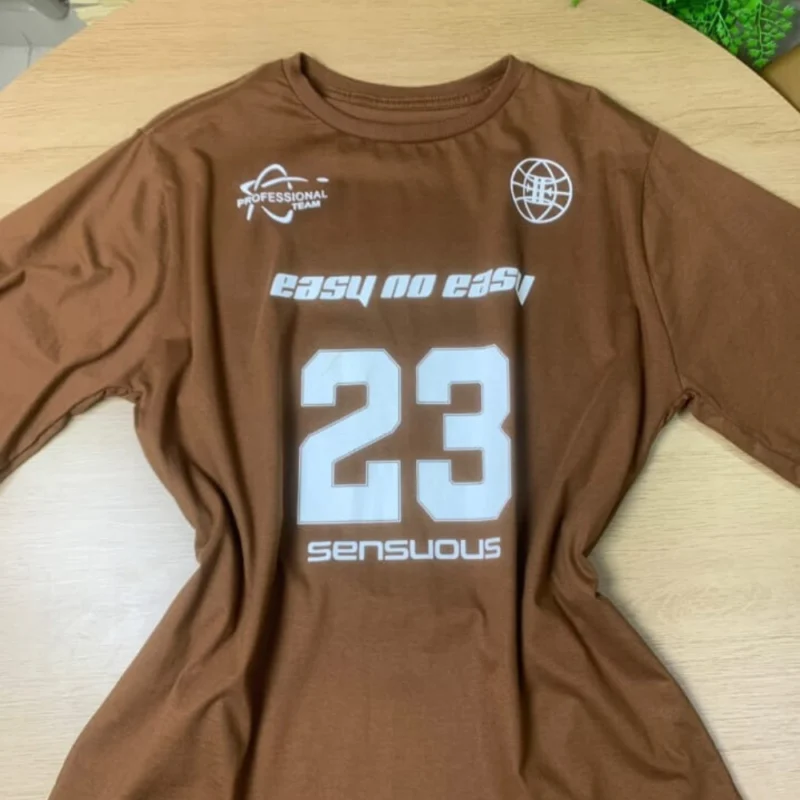 PROFESSIONAL
TEAM
easy no easy
23
sensuous